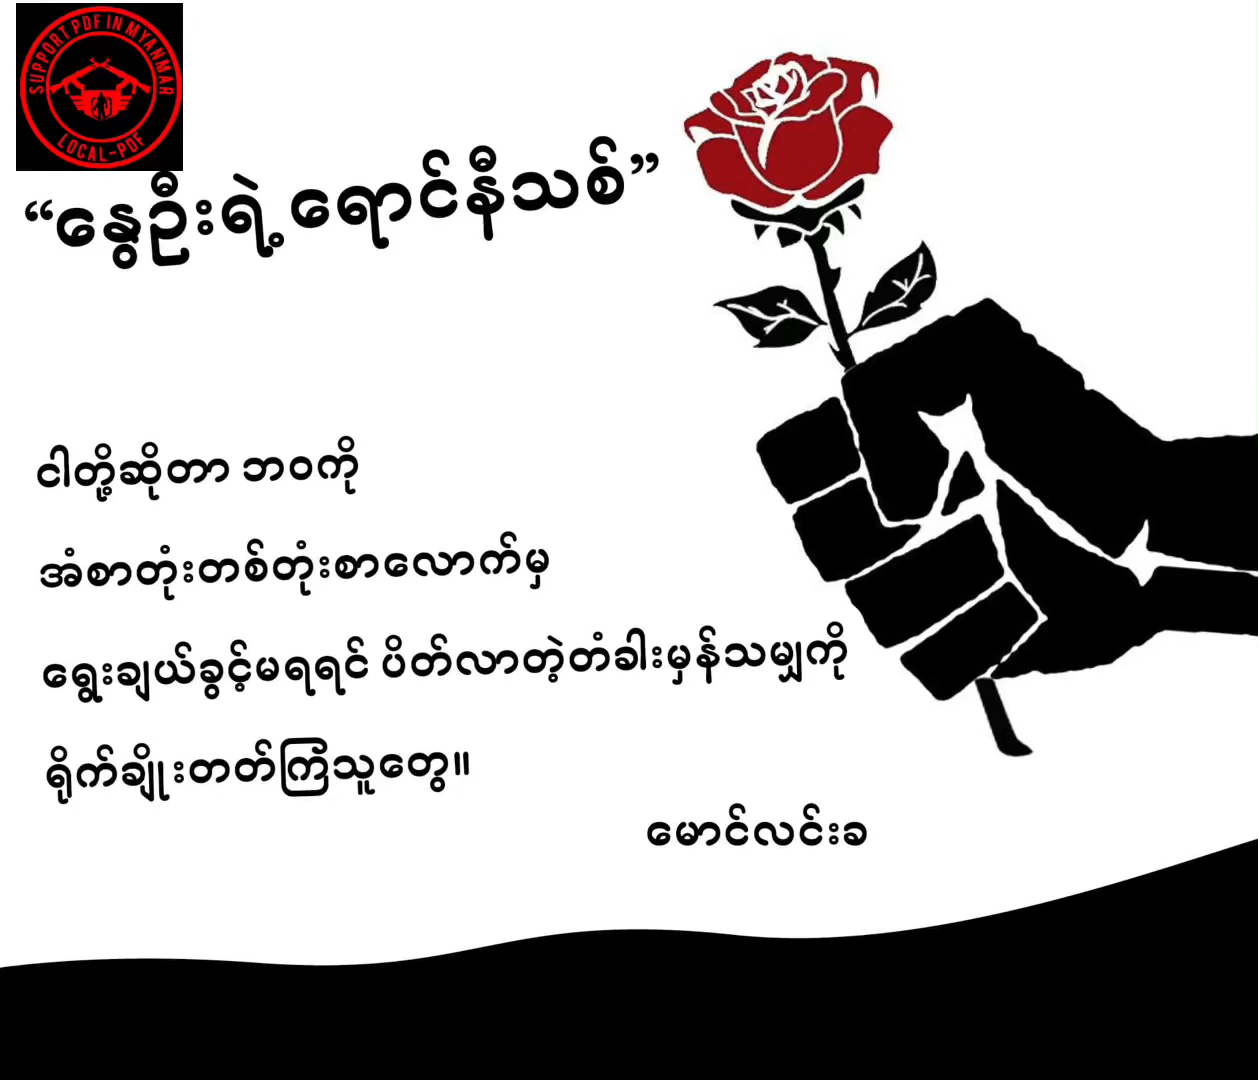 SUPPORT PDF IN MYANMAR
LOCAL-PDF
“နွေဦးရဲ့ ရောင်နီသစ်”
ငါတို့ဆိုတာ ဘဝကို
အံစာတုံးတစ်တုံးစာလောက်မှ
ရွေးချယ်ခွင့်မရရင် ပိတ်လာတဲ့တံခါးမှန်သမျှကို
ရိုက်ချိုးတတ်ကြသူတွေ။
မောင်လင်းခ